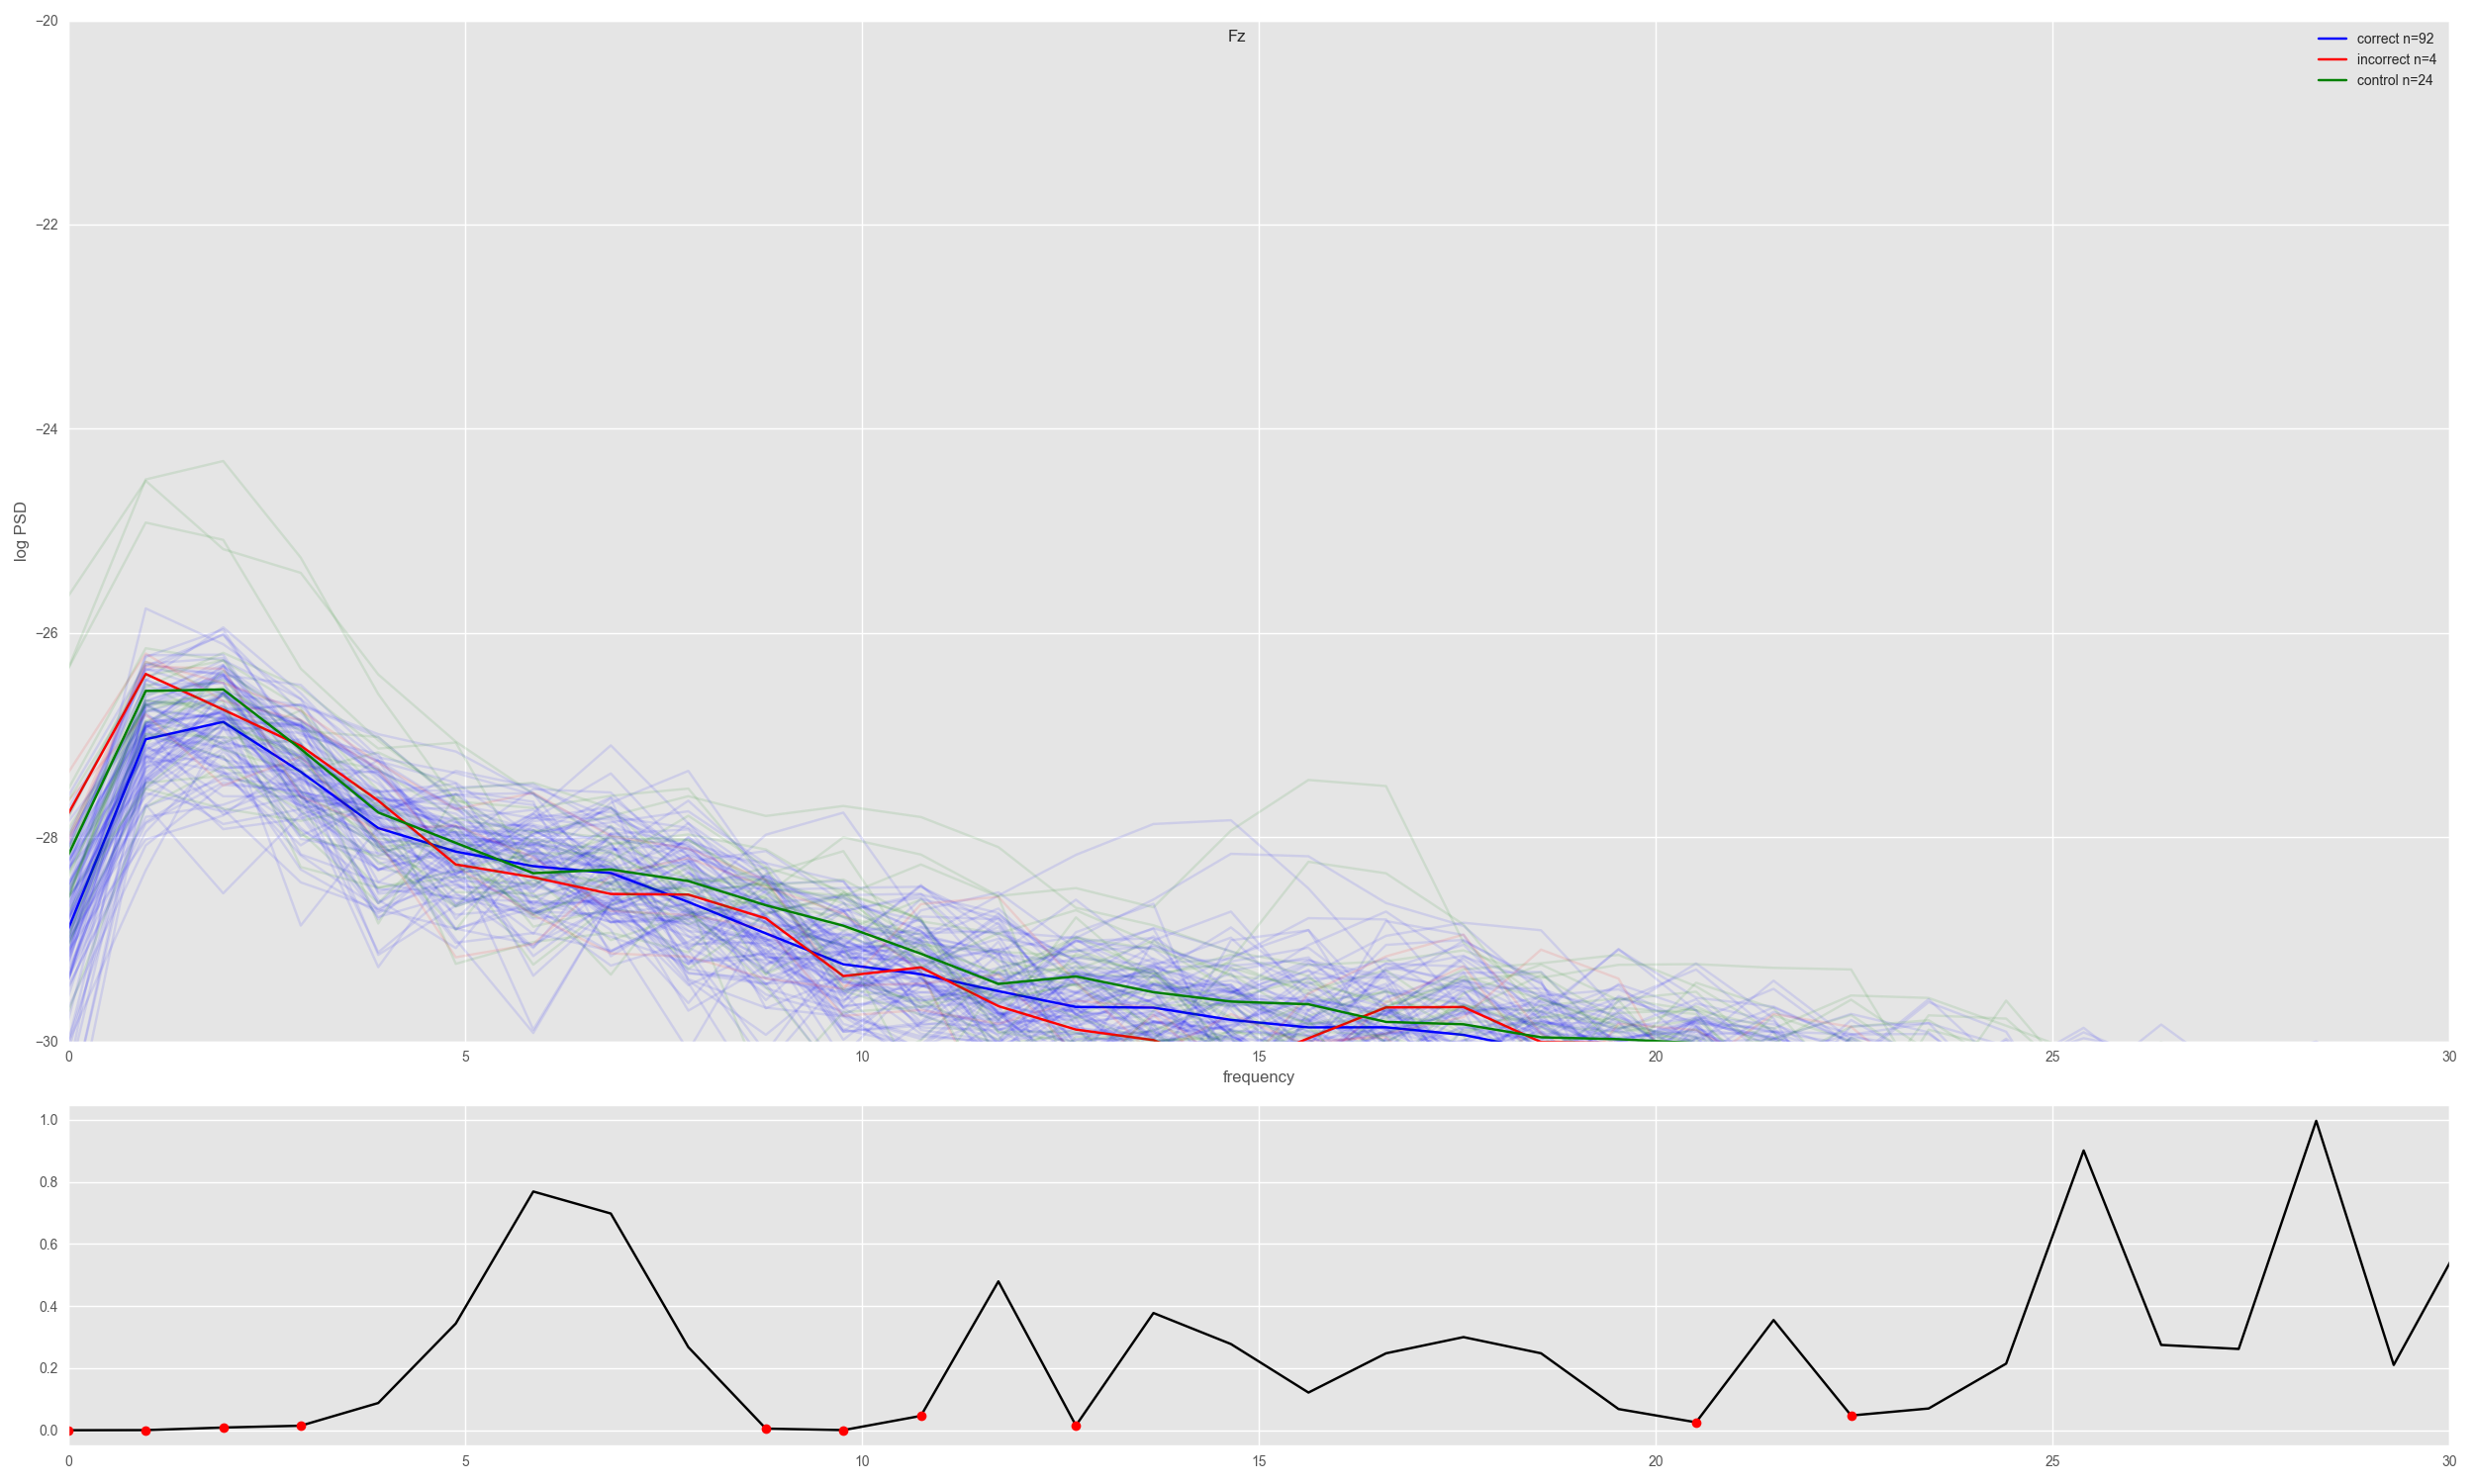 Fz
correct n=92
incorrect n=4
control n=24
log PSD
−20
−22
−24
−26
−28
−30
0 5 10 15 20 25 30
frequency
1.0
0.8
0.6
0.4
0.2
0.0
0 5 10 15 20 25 30